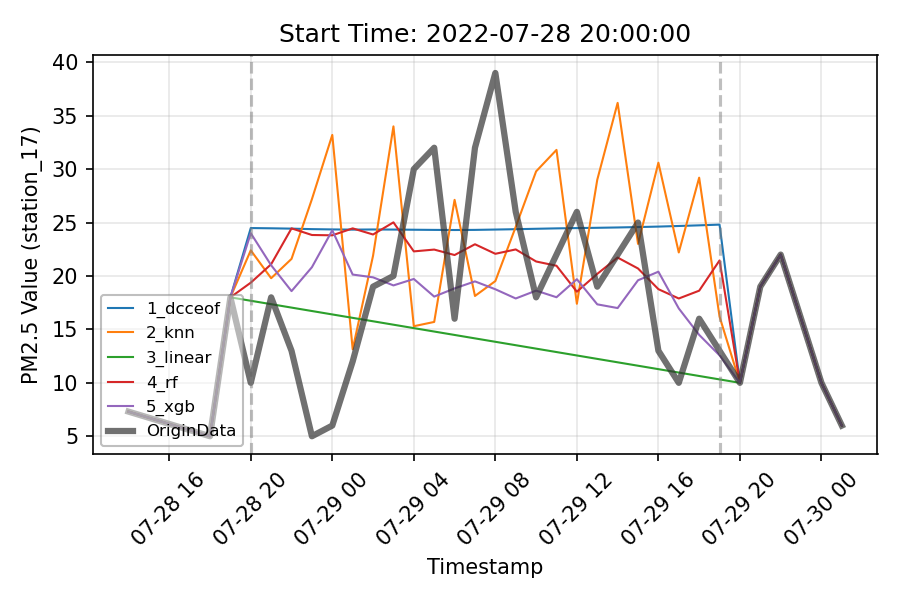 Start Time: 2022-07-28 20:00:00
PM2.5 Value (station_17)
40
35
30
25
20
15
10
5
1_dcceof
2_knn
3_linear
4_rf
5_xgb
OriginData
07-28 16
07-28 20
07-29 00
07-29 04
07-29 08
07-29 12
07-29 16
07-29 20
07-30 00
Timestamp